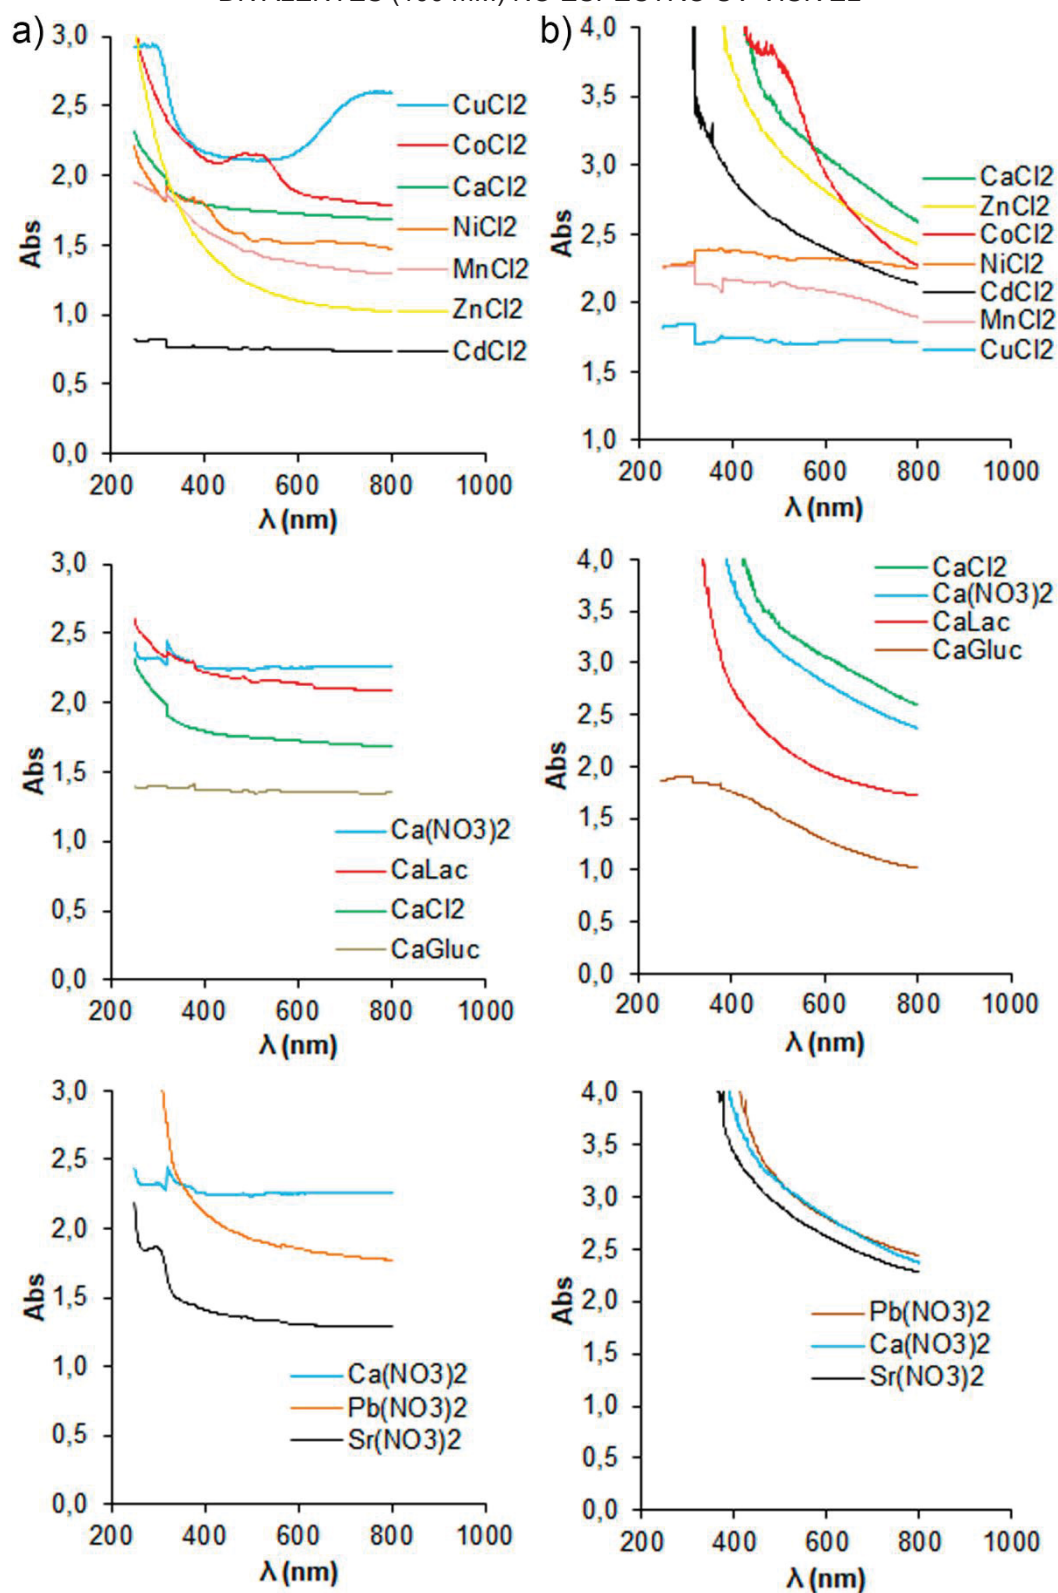 a)
3,0
2,5
2,0
1,5
1,0
0,5
0,0
Abs
200 400 600 800 1000
λ (nm)
CuCl2
CoCl2
CaCl2
NiCl2
MnCl2
ZnCl2
CdCl2
b)
4,0
3,5
3,0
2,5
2,0
1,5
1,0
Abs
200 400 600 800 1000
λ (nm)
CaCl2
ZnCl2
CoCl2
NiCl2
CdCl2
MnCl2
CuCl2
3,0
2,5
2,0
1,5
1,0
0,5
0,0
Abs
200 400 600 800 1000
λ (nm)
Ca(NO3)2
CaLac
CaCl2
CaGluc
4,0
3,5
3,0
2,5
2,0
1,5
1,0
0,5
0,0
Abs
200 400 600 800 1000
λ (nm)
CaCl2
Ca(NO3)2
CaLac
CaGluc
3,0
2,5
2,0
1,5
1,0
0,5
0,0
Abs
200 400 600 800 1000
λ (nm)
Ca(NO3)2
Pb(NO3)2
Sr(NO3)2
4,0
3,5
3,0
2,5
2,0
1,5
1,0
0,5
0,0
Abs
200 400 600 800 1000
λ (nm)
Pb(NO3)2
Ca(NO3)2
Sr(NO3)2